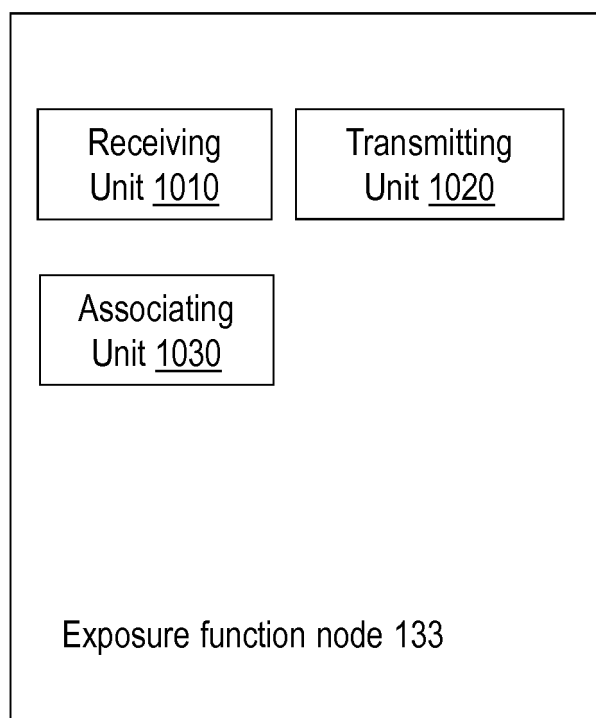 Receiving
Unit 1010
Transmitting
Unit 1020
Associating
Unit 1030
Exposure function node 133